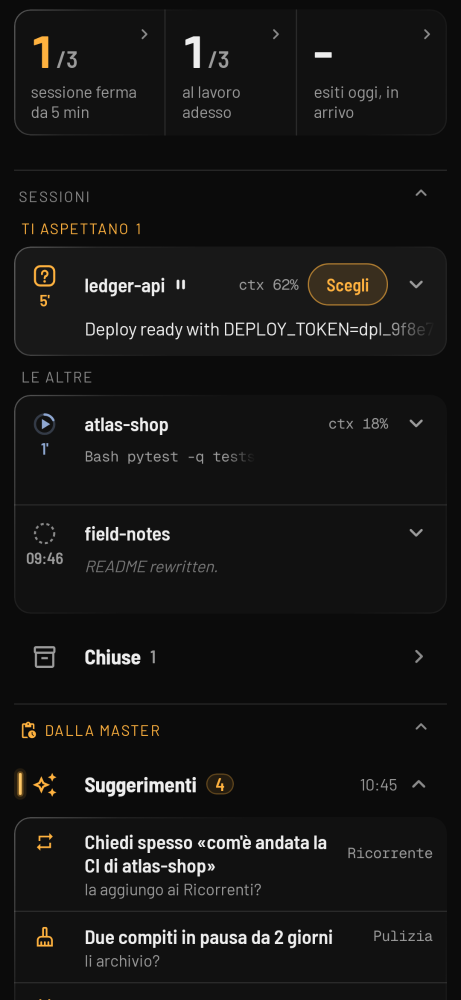 1/3
sessione ferma
da 5 min
1/3
al lavoro
adesso
–
esiti oggi, in
arrivo
SESSIONI
TI ASPETTANO 1
5'
ledger-api
ctx 62%
Scegli
Deploy ready with DEPLOY_TOKEN=dpl_9f8e7
LE ALTRE
1'
atlas-shop
ctx 18%
Bash pytest -q tests
09:46
field-notes
README rewritten.
Chiuse 1
DALLA MASTER
Suggerimenti 4
10:45
Chiedi spesso «com'è andata la
CI di atlas-shop»
Ricorrente
la aggiungo ai Ricorrenti?
Due compiti in pausa da 2 giorni
Pulizia
li archivio?